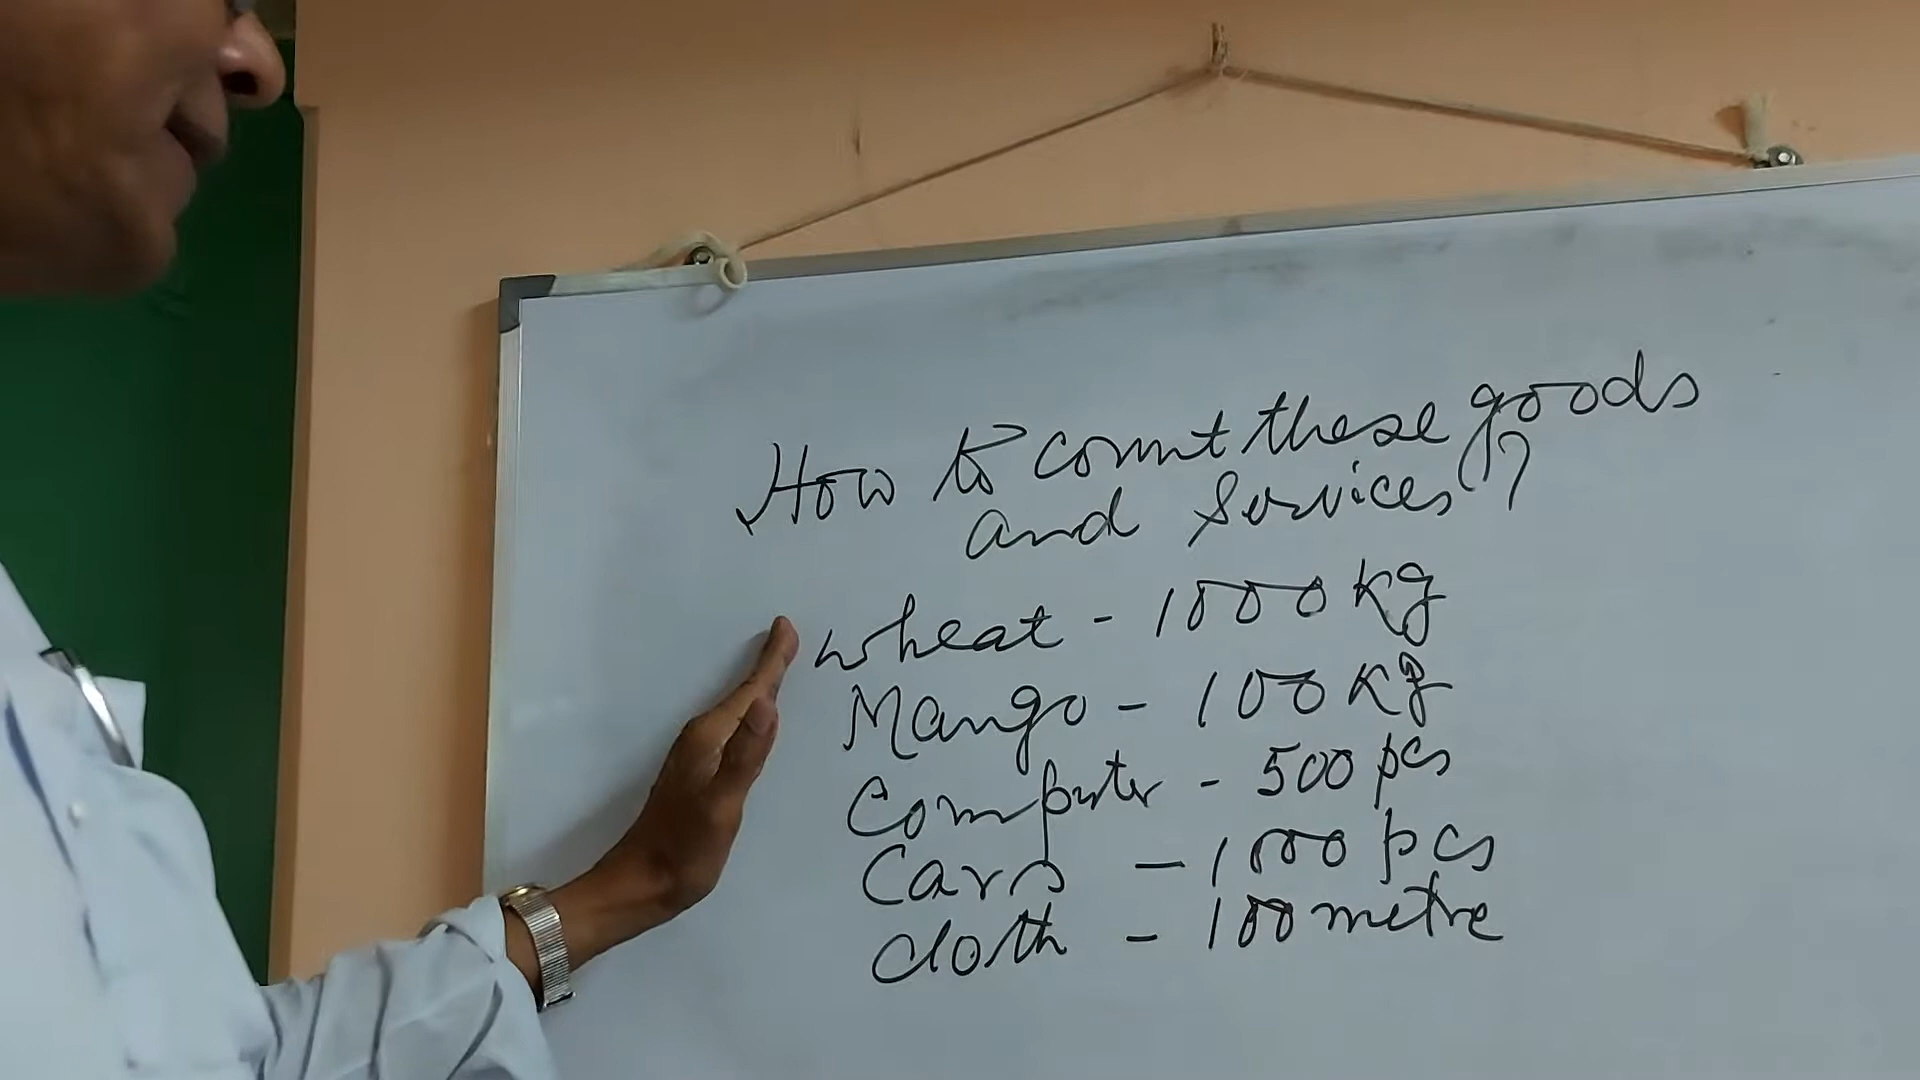 How to count these goods
and services?
wheat - 1000 kg
Mango - 100 kg
Computer - 500 pcs
Cars - 1000 pcs
cloth - 100 metre